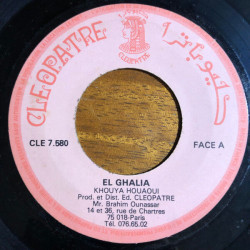 CLEOPATRE
كليوباترا
CLEOPATRE
CLE 7.580
FACE A
EL GHALIA
KHOUYA HOUAOUI
Prod. et Dist. Ed. CLEOPATRE
Mr. Brahim Ounassar
14 et 36, rue de Chartres
75 018-Paris
Tél. 076.65.02